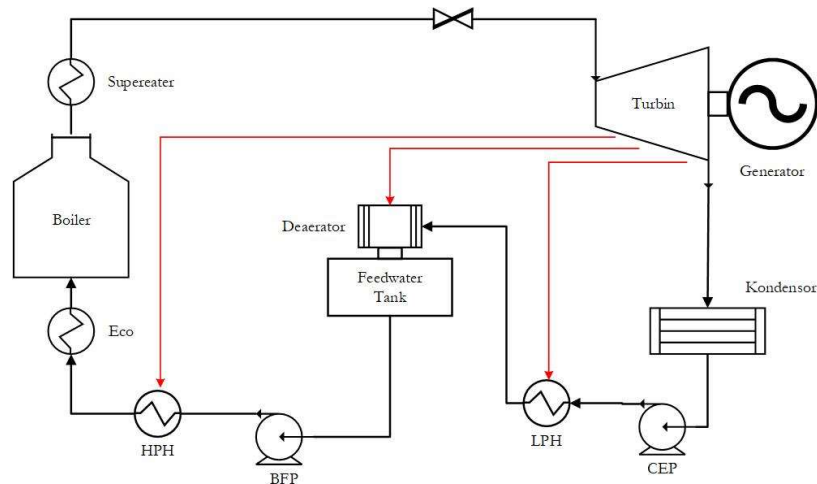 Supereater
Turbin
Generator
Boiler
Deaerator
Feedwater
Tank
Kondensor
Eco
HPH
BFP
LPH
CEP